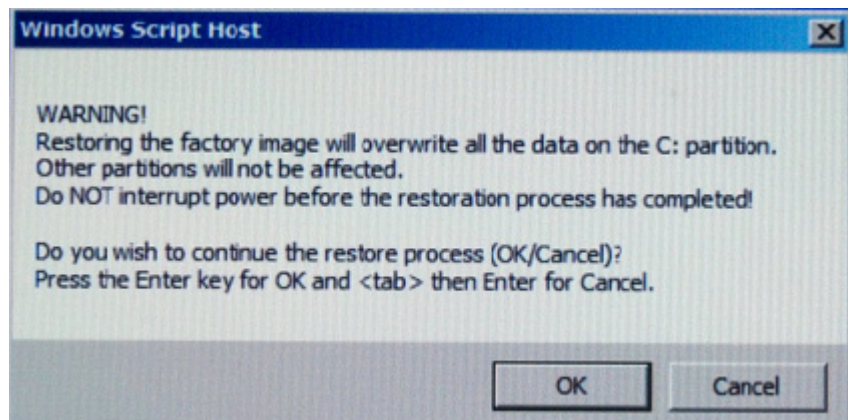 Windows Script Host
WARNING!
Restoring the factory image will overwrite all the data on the C: partition.
Other partitions will not be affected.
Do NOT interrupt power before the restoration process has completed!
Do you wish to continue the restore process (OK/Cancel)?
Press the Enter key for OK and <tab> then Enter for Cancel.
OK
Cancel